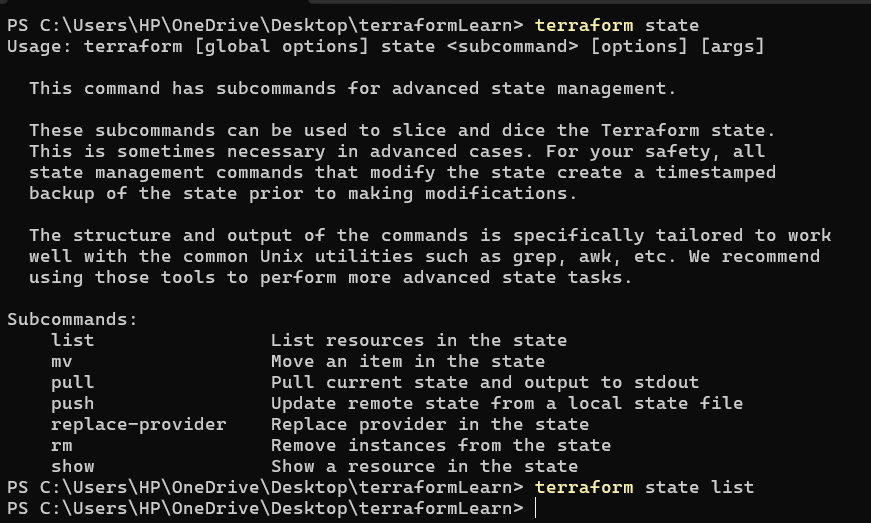 PS C:\Users\HP\OneDrive\Desktop\terraformLearn> terraform state
Usage: terraform [global options] state <subcommand> [options] [args]

  This command has subcommands for advanced state management.

  These subcommands can be used to slice and dice the Terraform state.
  This is sometimes necessary in advanced cases. For your safety, all
  state management commands that modify the state create a timestamped
  backup of the state prior to making modifications.

  The structure and output of the commands is specifically tailored to work
  well with the common Unix utilities such as grep, awk, etc. We recommend
  using those tools to perform more advanced state tasks.

Subcommands:
    list                List resources in the state
    mv                  Move an item in the state
    pull                Pull current state and output to stdout
    push                Update remote state from a local state file
    replace-provider    Replace provider in the state
    rm                  Remove instances from the state
    show                Show a resource in the state
PS C:\Users\HP\OneDrive\Desktop\terraformLearn> terraform state list
PS C:\Users\HP\OneDrive\Desktop\terraformLearn>